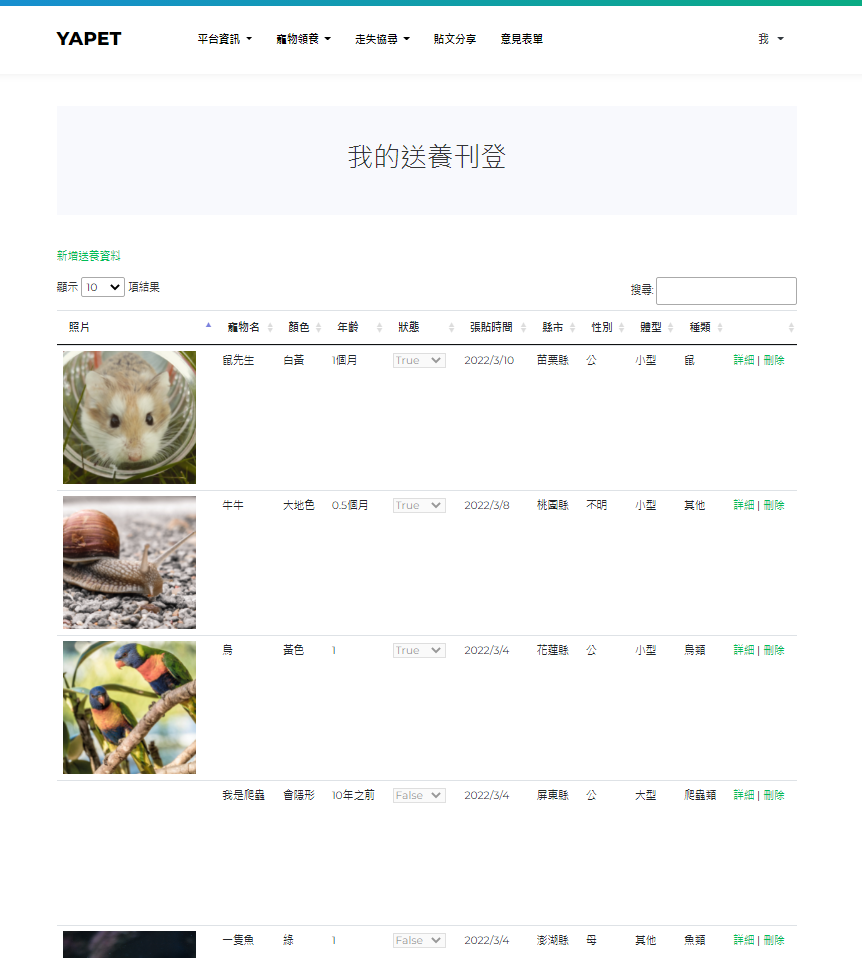 YAPET 平台資訊 寵物領養 走失協尋 貼文分享 意見表單 我
我的送養刊登
新增送養資料
顯示 10 項結果 搜尋:
照片 寵物名 顏色 年齡 狀態 張貼時間 縣市 性別 體型 種類
鼠先生 白黃 1個月 True 2022/3/10 苗栗縣 公 小型 鼠 詳細 | 刪除
牛牛 大地色 0.5個月 True 2022/3/8 桃園縣 不明 小型 其他 詳細 | 刪除
鳥 黃色 1 True 2022/3/4 花蓮縣 公 小型 鳥類 詳細 | 刪除
我是爬蟲 會隱形 10年之前 False 2022/3/4 屏東縣 公 大型 爬蟲類 詳細 | 刪除
一隻魚 綠 1 False 2022/3/4 澎湖縣 母 其他 魚類 詳細 | 刪除